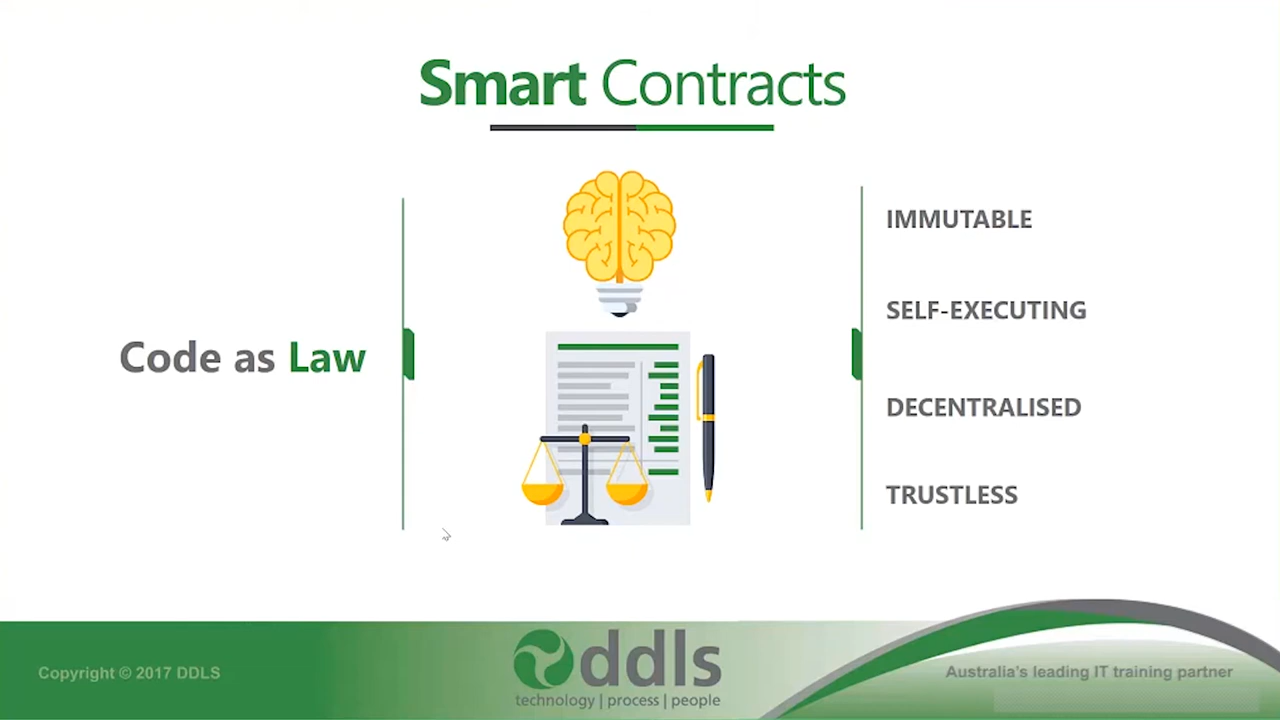 Smart Contracts
Code as Law
IMMUTABLE
SELF-EXECUTING
DECENTRALISED
TRUSTLESS
Copyright © 2017 DDLS
ddls
technology | process | people
Australia's leading IT training partner